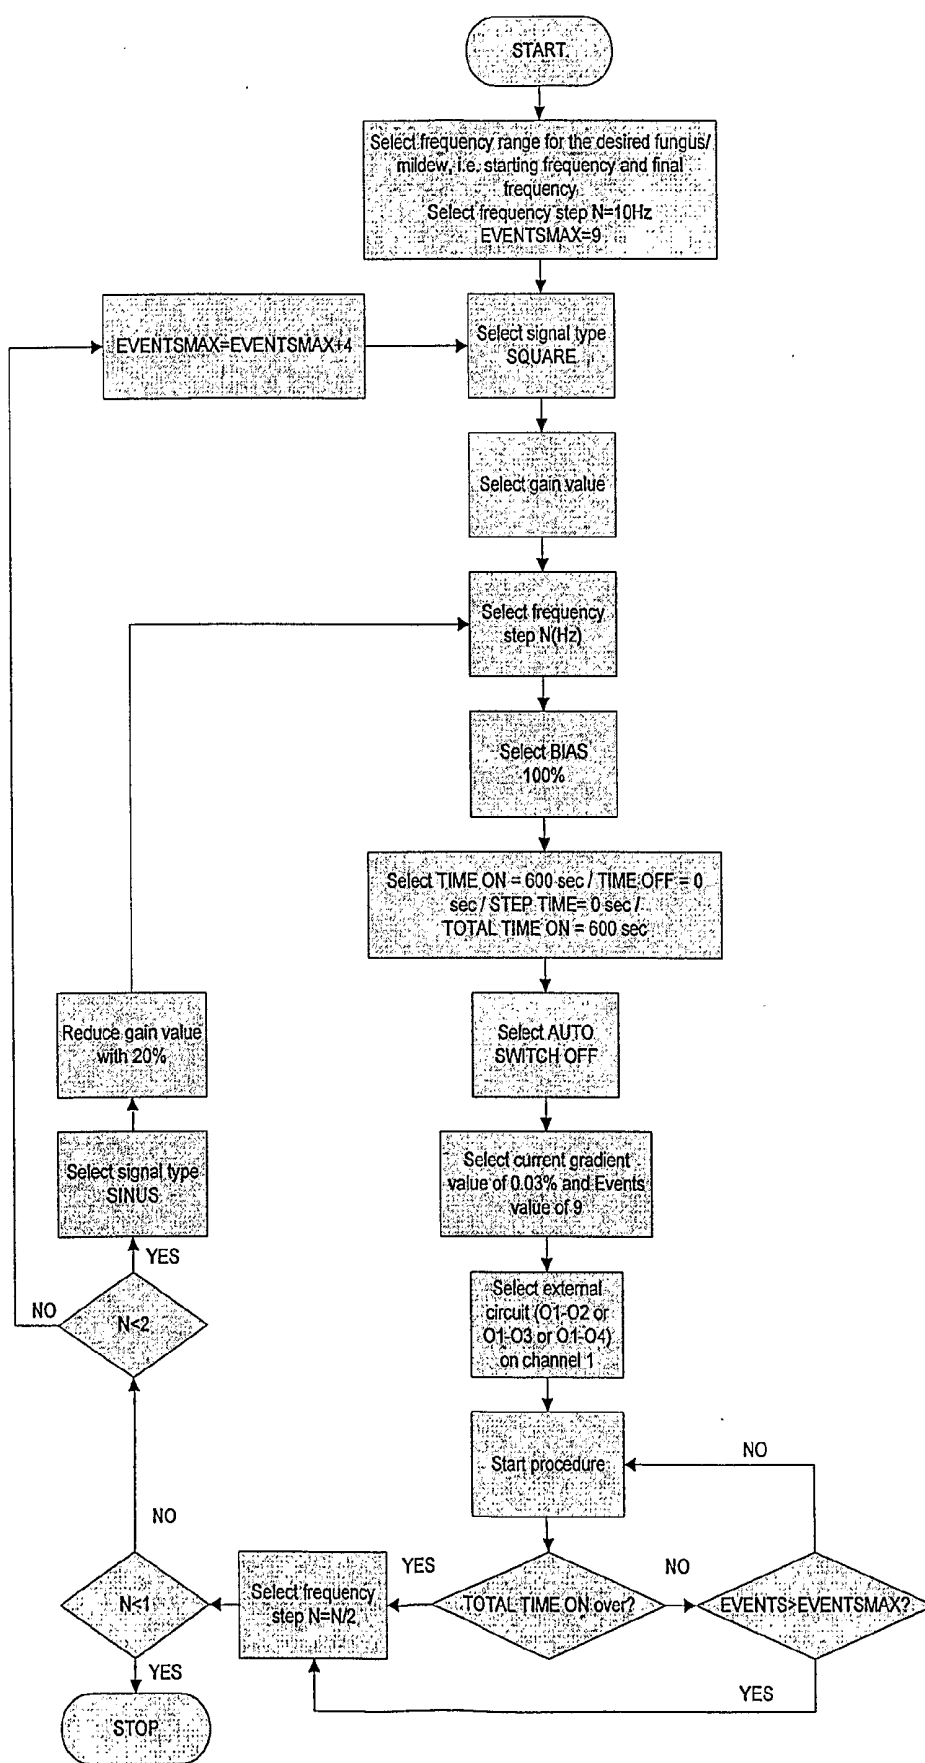 START
Select frequency range for the desired fungus/
mildew, i.e. starting frequency and final
frequency.
Select frequency step N=10Hz
EVENTSMAX=9
EVENTSMAX=EVENTSMAX+4
Select signal type
SQUARE
Select gain value
Select frequency
step N(Hz)
Select BIAS
100%
Select TIME ON = 600 sec / TIME OFF = 0
sec / STEP TIME= 0 sec /
TOTAL TIME ON = 600 sec
Reduce gain value
with 20%
Select AUTO
SWITCH OFF
Select signal type
SINUS
Select current gradient
value of 0.03% and Events
value of 9
YES
NO
N<2
Select external
circuit (O1-O2 or
O1-O3 or O1-O4)
on channel 1
Start procedure
NO
NO
YES
NO
N<1
Select frequency
step N=N/2
TOTAL TIME ON over?
EVENTS>EVENTSMAX?
YES
YES
STOP